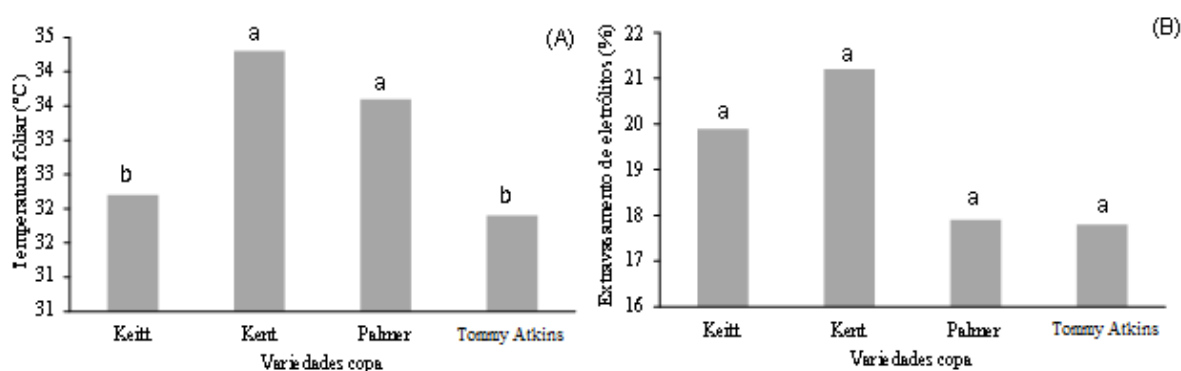 (A)
Temperatura foliar (°C)
35
34
34
33
33
32
32
31
31
b
a
a
b
Keitt
Kent
Palmer
Tommy Atkins
Variedades copa
(B)
Extravasamento de eletrólitos (%)
22
21
20
19
18
17
16
a
a
a
a
Keitt
Kent
Palmer
Tommy Atkins
Variedades copa